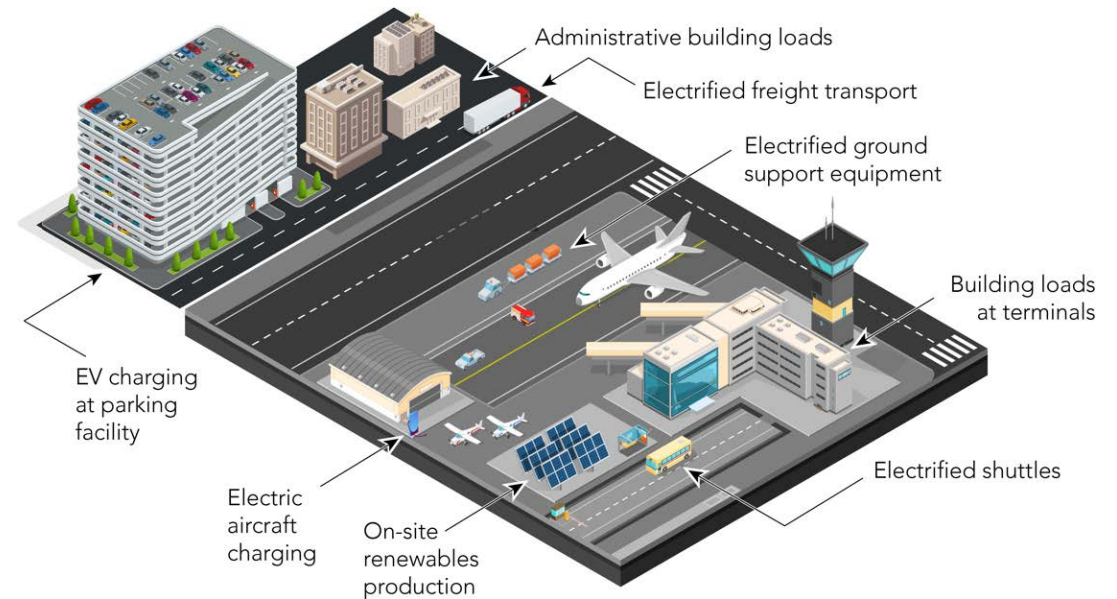 Administrative building loads
Electrified freight transport
Electrified ground
support equipment
Building loads
at terminals
EV charging
at parking
facility
Electrified shuttles
Electric
aircraft
charging
On-site
renewables
production